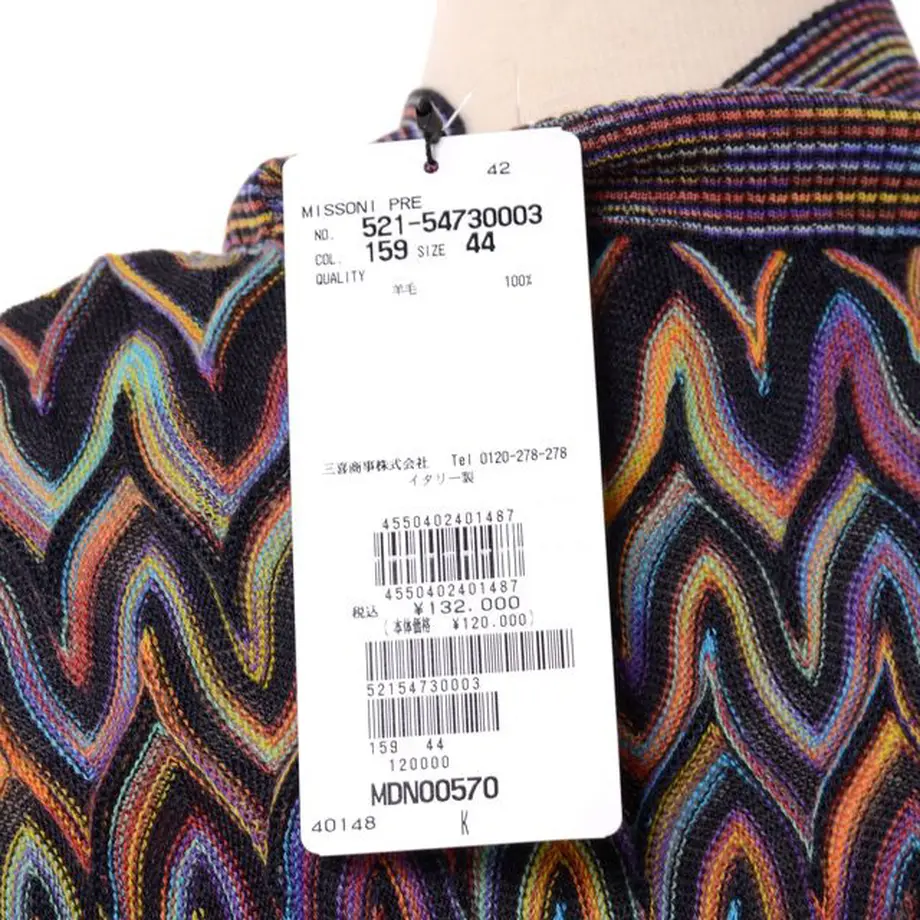 42
MISSONI PRE
NO. 521-54730003
COL. 159 SIZE 44
QUALITY
羊毛 100%
三喜商事株式会社 Tel 0120-278-278
イタリー製
4550402401487
4550402401487
税込 ¥132.000
(本体価格 ¥120.000)
52154730003
159 44
120000
MDN00570
40148 K